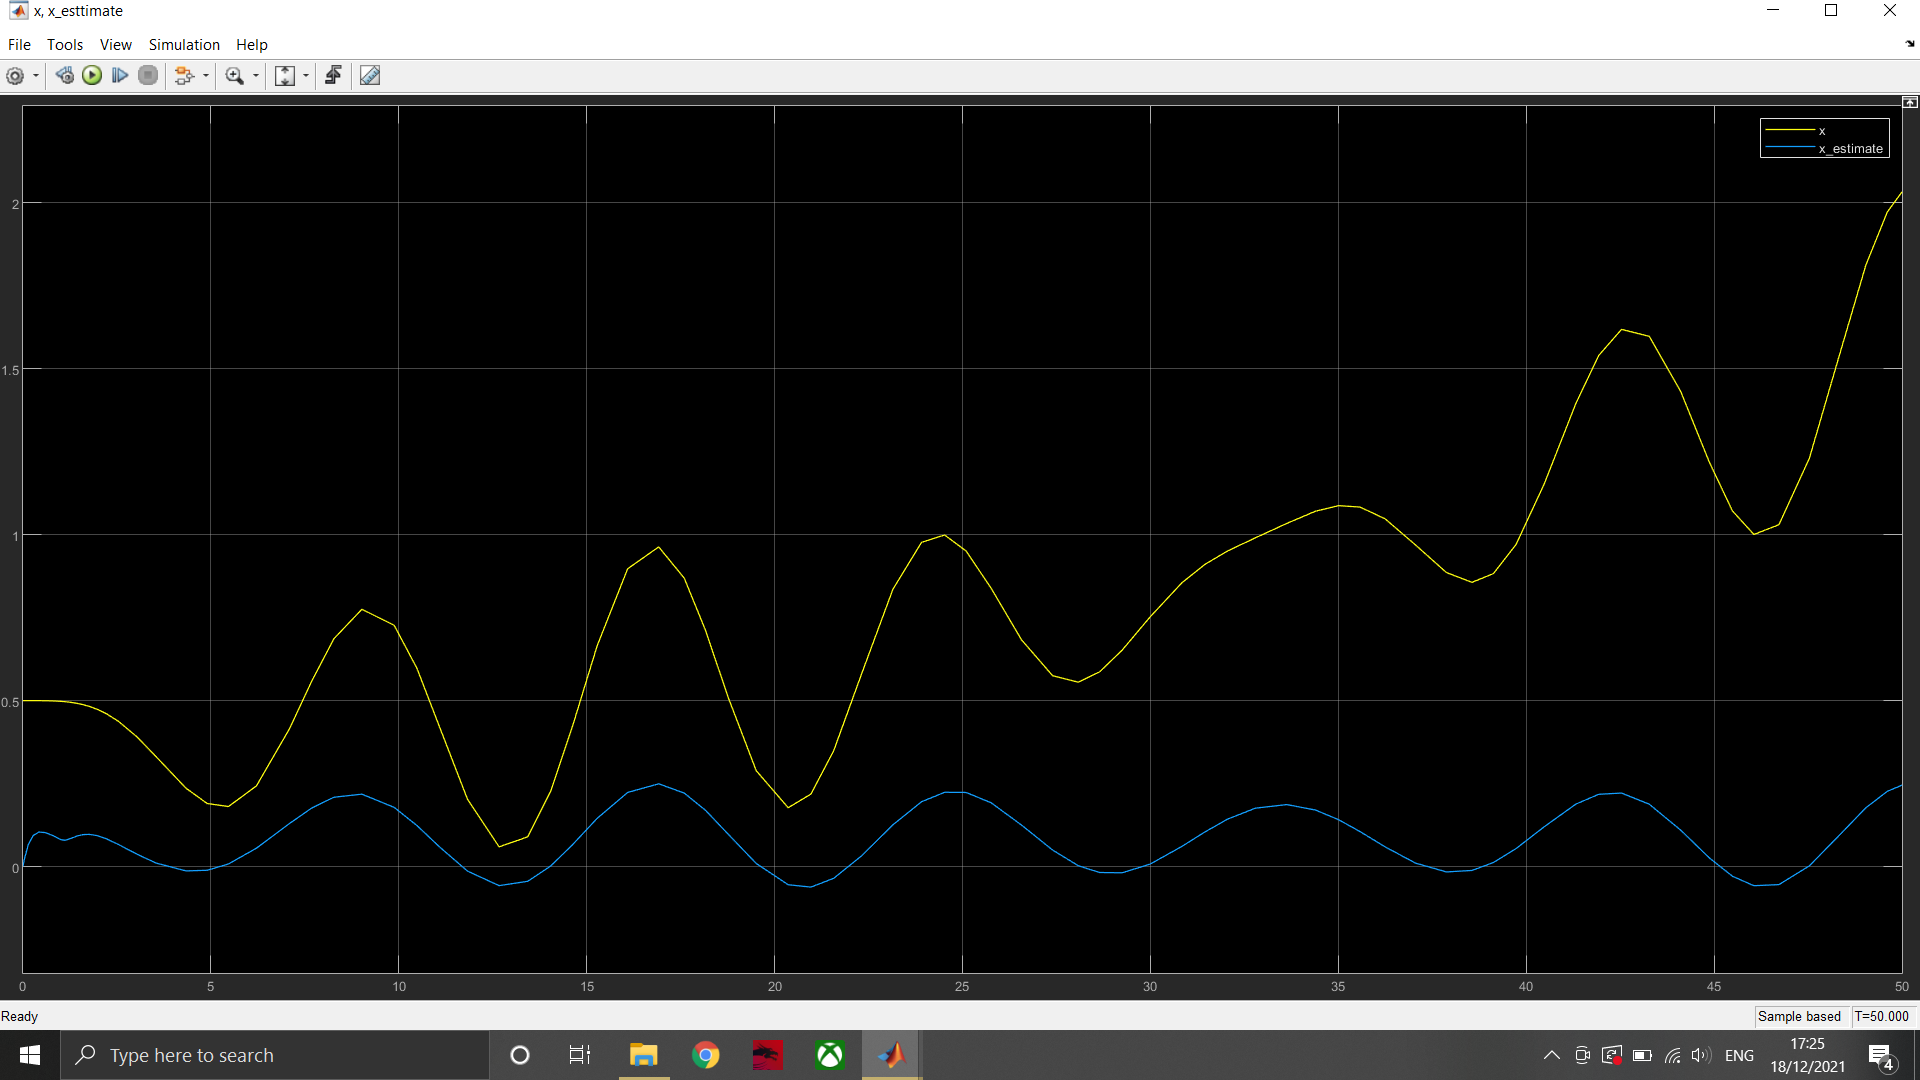 x, x_esttimate
File Tools View Simulation Help
x
x_estimate
2
1.5
1
0.5
0
0 5 10 15 20 25 30 35 40 45 50
Ready
Sample based T=50.000
Type here to search
ENG
17:25
18/12/2021
4